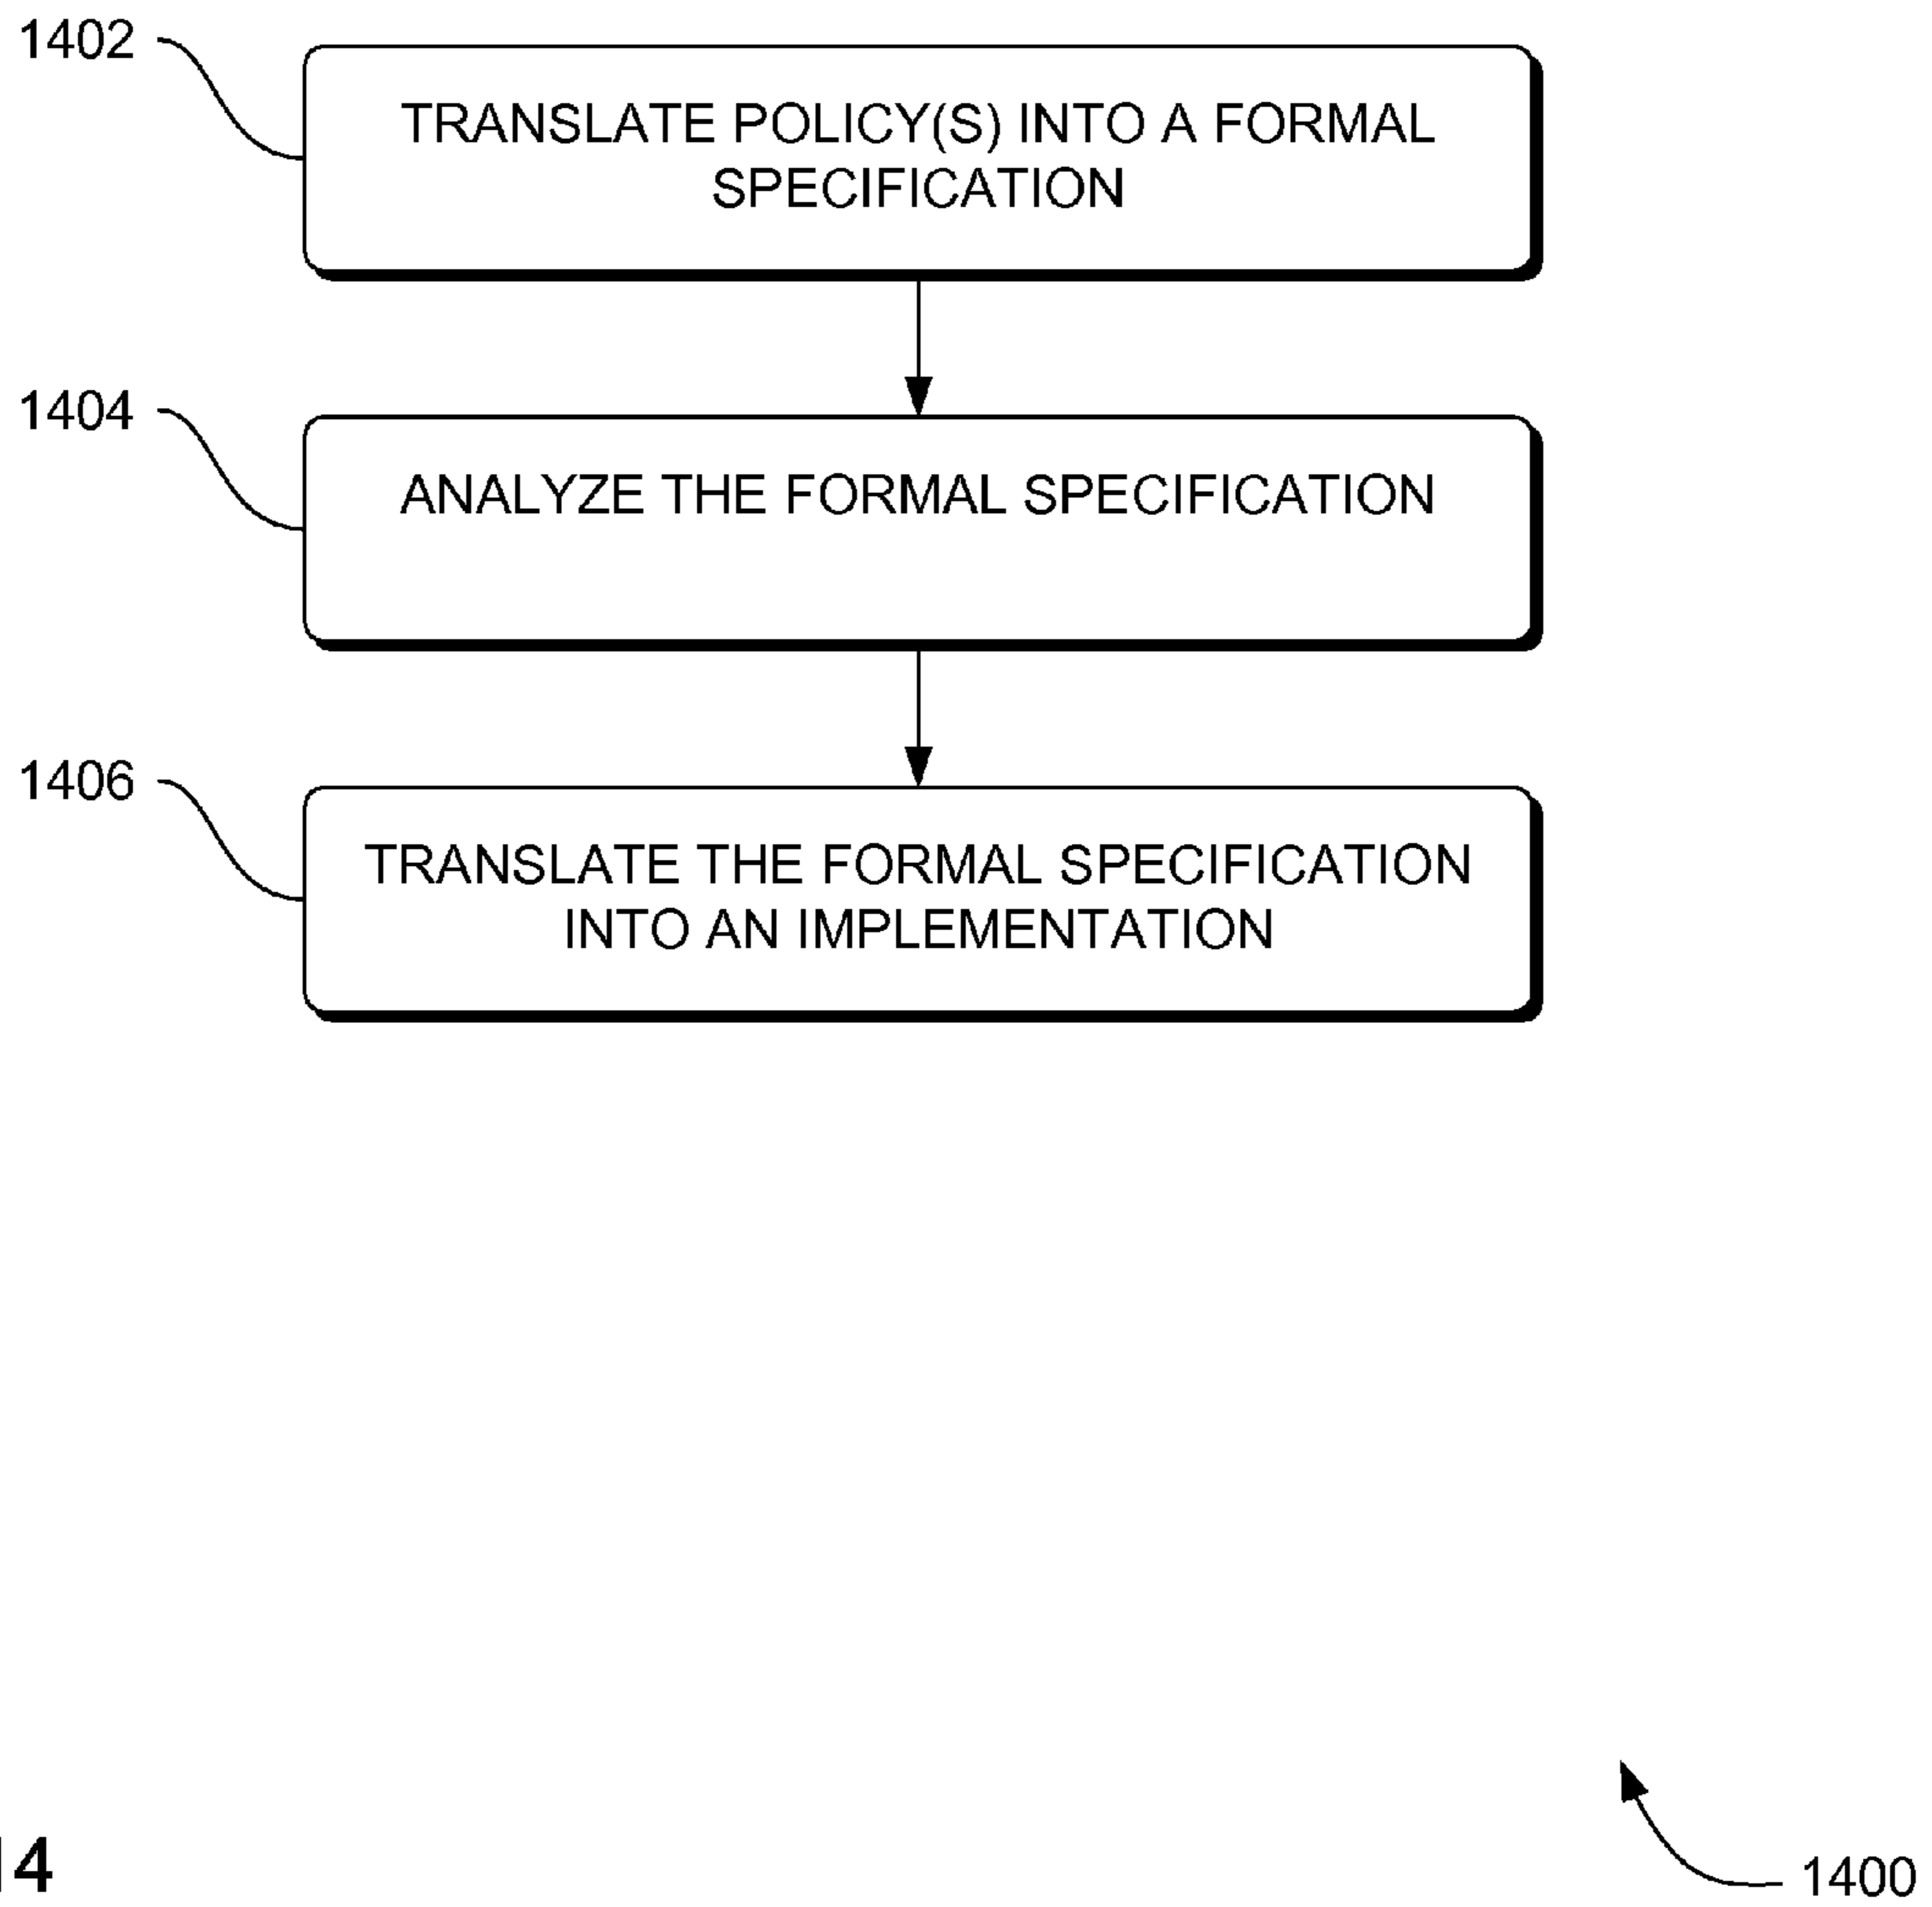 1402
TRANSLATE POLICY(S) INTO A FORMAL
SPECIFICATION
1404
ANALYZE THE FORMAL SPECIFICATION
1406
TRANSLATE THE FORMAL SPECIFICATION
INTO AN IMPLEMENTATION
14
1400